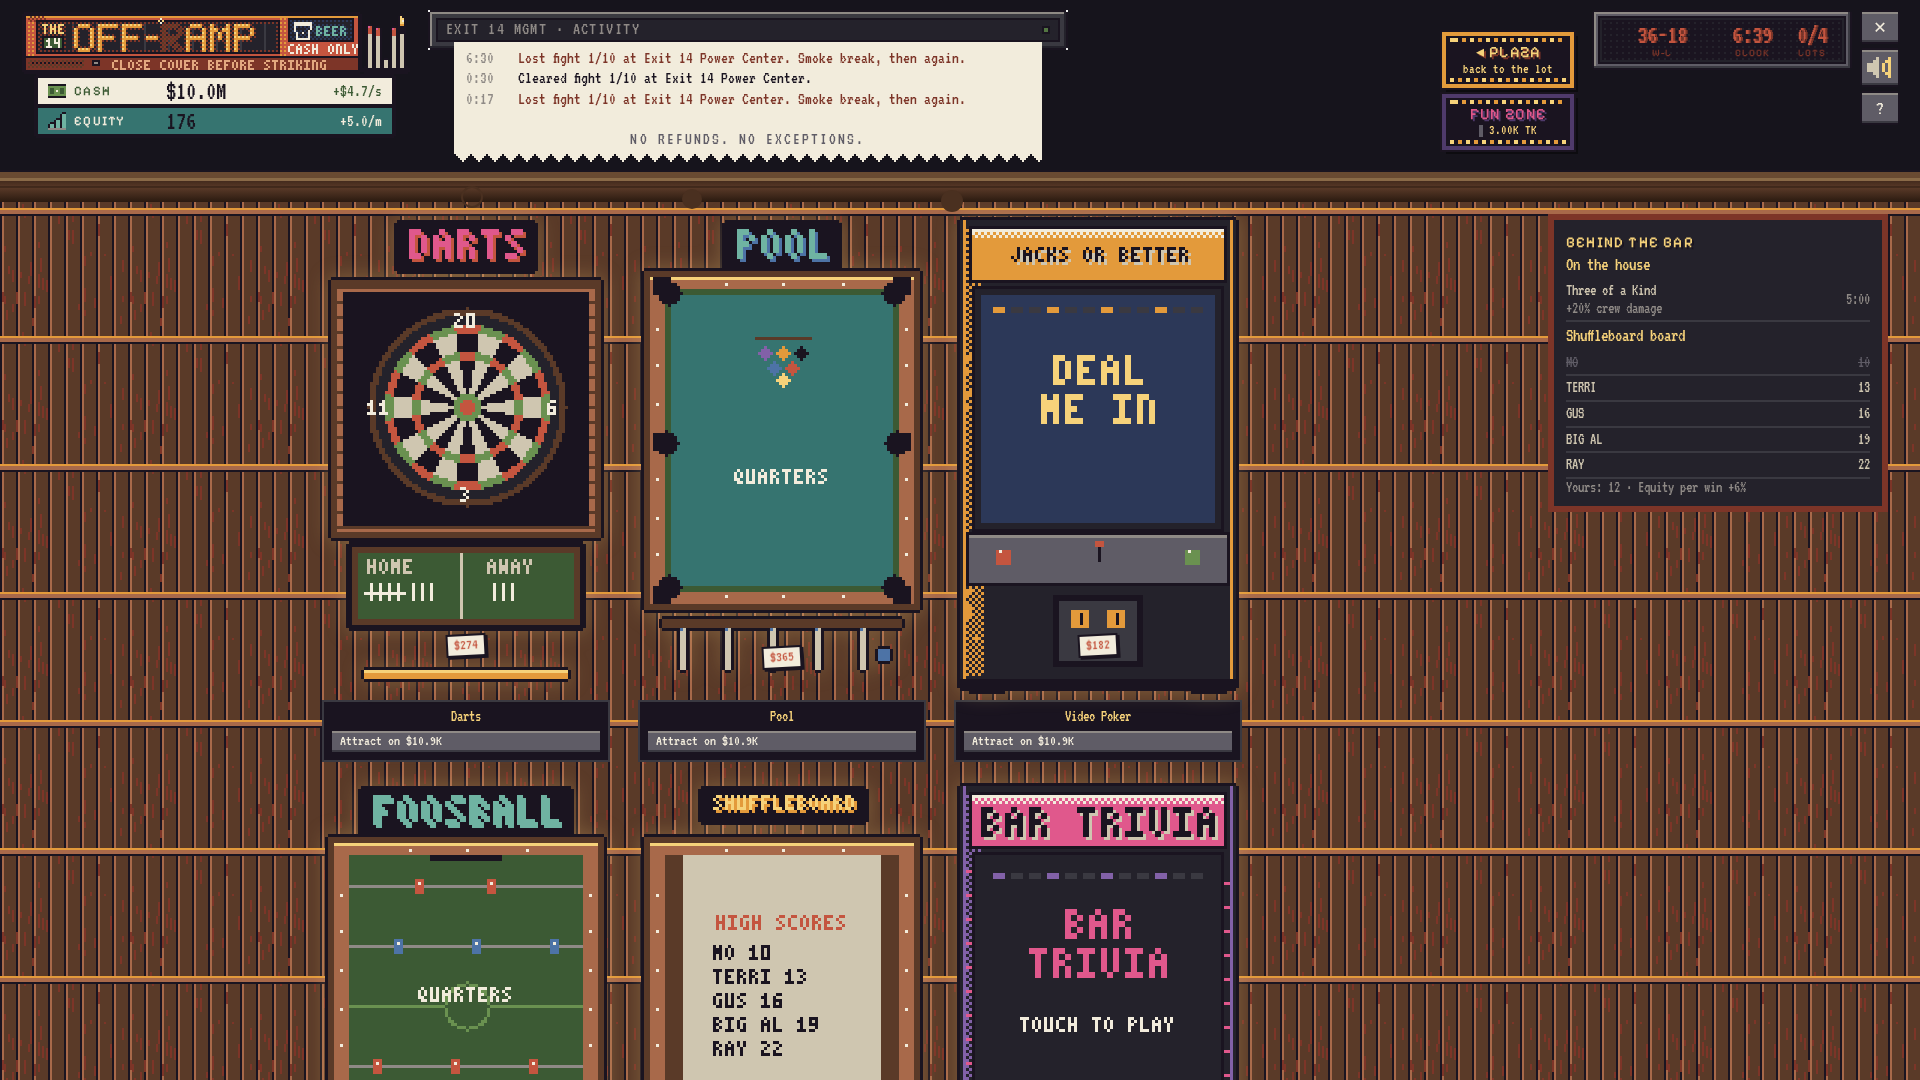 THE
14
OFF-RAMP
BEER
CASH ONLY
CLOSE COVER BEFORE STRIKING
CASH $10.0M +$4.7/s
EQUITY 176 +5.0/m
EXIT 14 MGMT · ACTIVITY
6:30 Lost fight 1/10 at Exit 14 Power Center. Smoke break, then again.
0:30 Cleared fight 1/10 at Exit 14 Power Center.
0:17 Lost fight 1/10 at Exit 14 Power Center. Smoke break, then again.
NO REFUNDS. NO EXCEPTIONS.
◀ PLAZA
back to the lot
FUN ZONE
3.00K TK
36-18 6:39 0/4
W-L CLOCK LOTS
×
?
DARTS
20
11
6
3
HOME AWAY
$274
Darts
Attract on $10.9K
POOL
QUARTERS
$365
Pool
Attract on $10.9K
JACKS OR BETTER
DEAL
ME IN
$182
Video Poker
Attract on $10.9K
BEHIND THE BAR
On the house
Three of a Kind
+20% crew damage
5:00
Shuffleboard board
MO 10
TERRI 13
GUS 16
BIG AL 19
RAY 22
Yours: 12 · Equity per win +6%
FOOSBALL
QUARTERS
SHUFFLEBOARD
HIGH SCORES
MO 10
TERRI 13
GUS 16
BIG AL 19
RAY 22
BAR TRIVIA
BAR
TRIVIA
TOUCH TO PLAY